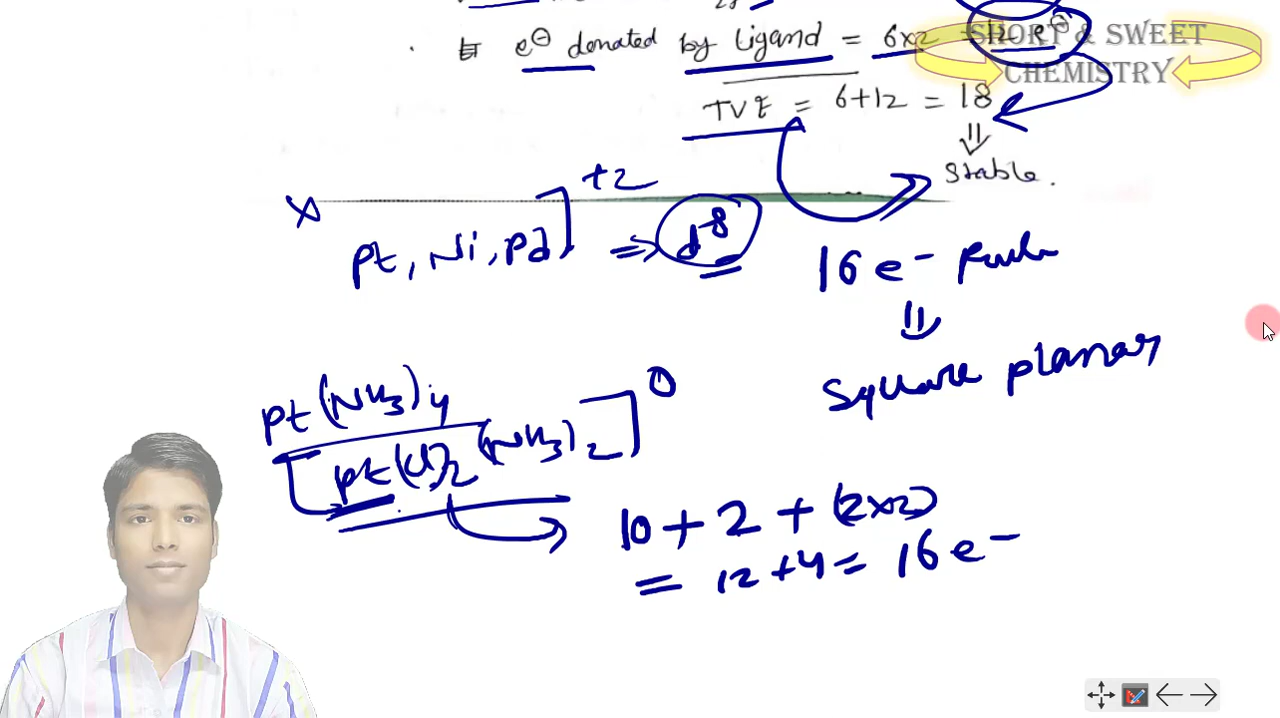 e⊖ donated by ligand = 6x2 = 12 e⊖
SHORT & SWEET
CHEMISTRY
TVE = 6+12 = 18
⇓
Stable.
x
Pt, Ni, Pd]+2 => d8
16 e-
⇓
Square planar
Pt(NH3)4
Pt(Cl)2(NH3)2]0
10 + 2 + (2x2)
= 12 + 4 = 16 e-